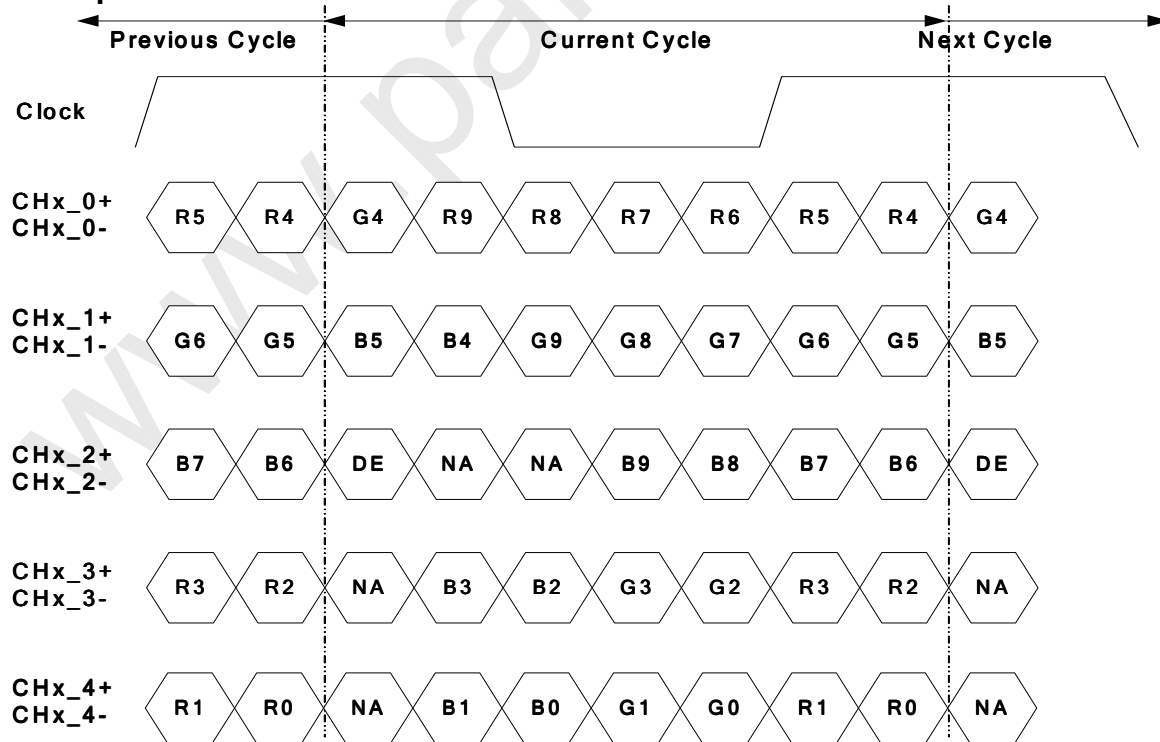 Previous Cycle Current Cycle Next Cycle
Clock
CHx_0+
CHx_0-
R5 R4 G4 R9 R8 R7 R6 R5 R4 G4
CHx_1+
CHx_1-
G6 G5 B5 B4 G9 G8 G7 G6 G5 B5
CHx_2+
CHx_2-
B7 B6 DE NA NA B9 B8 B7 B6 DE
CHx_3+
CHx_3-
R3 R2 NA B3 B2 G3 G2 R3 R2 NA
CHx_4+
CHx_4-
R1 R0 NA B1 B0 G1 G0 R1 R0 NA
www.pa